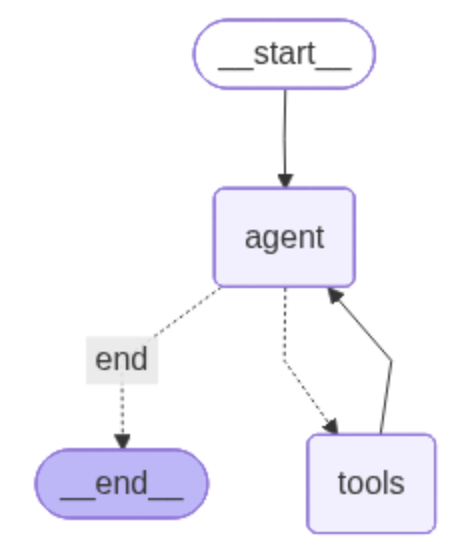 __start__
agent
end
__end__
tools